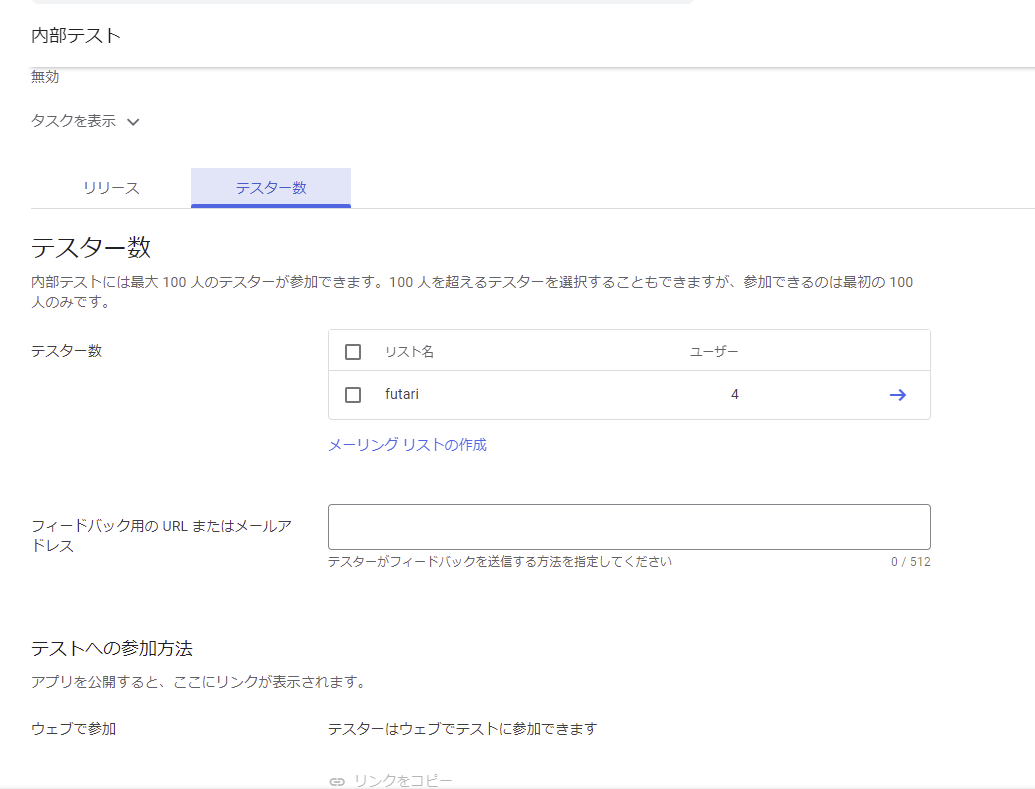 内部テスト
無効
タスクを表示
リリース
テスター数
テスター数
内部テストには最大 100 人のテスターが参加できます。100 人を超えるテスターを選択することもできますが、参加できるのは最初の 100
人のみです。
テスター数
リスト名
ユーザー
futari
4
メーリング リストの作成
フィードバック用の URL またはメールア
ドレス
テスターがフィードバックを送信する方法を指定してください
0 / 512
テストへの参加方法
アプリを公開すると、ここにリンクが表示されます。
ウェブで参加
テスターはウェブでテストに参加できます
リンクをコピー